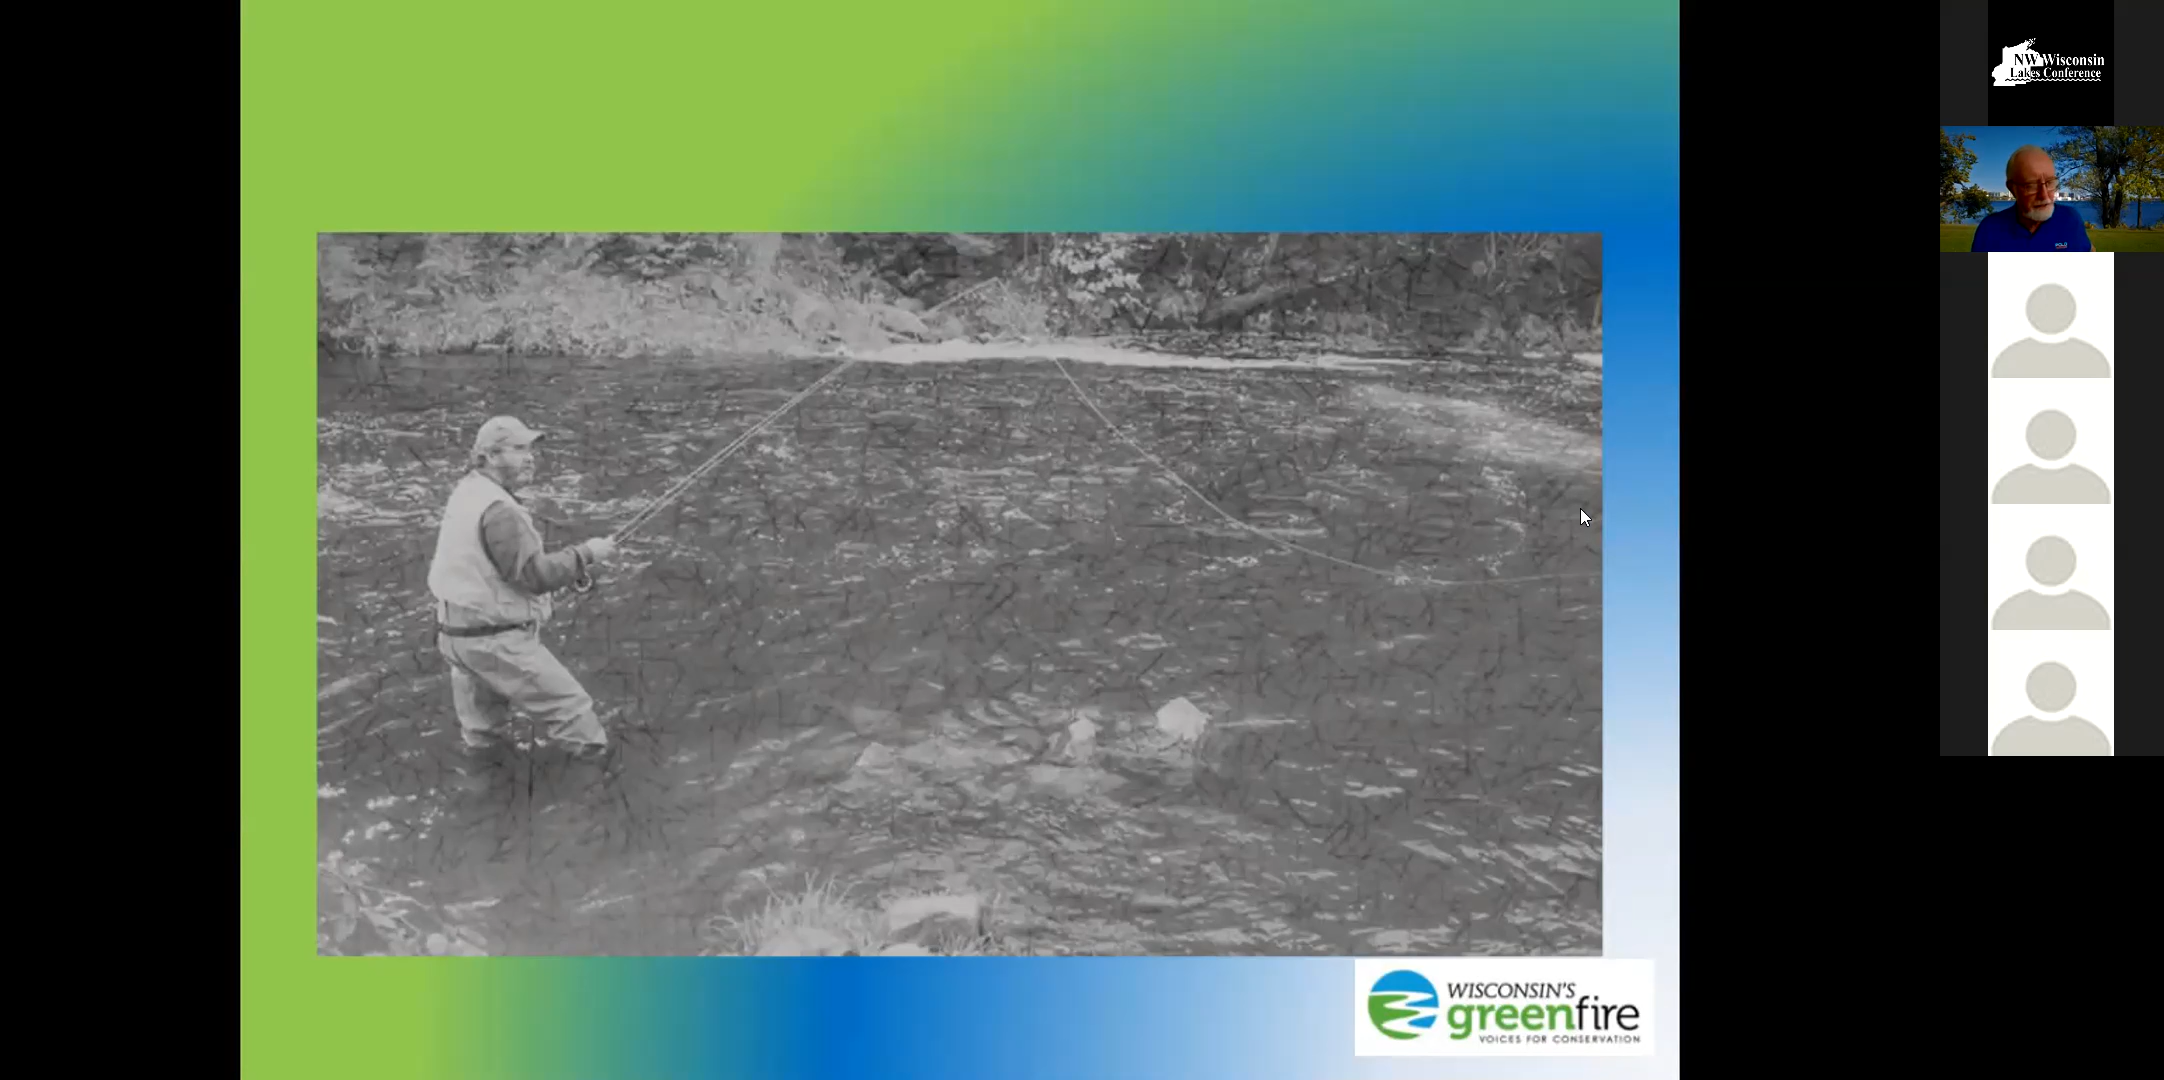 NW Wisconsin
Lakes Conference
WISCONSIN'S
greenfire
VOICES FOR CONSERVATION